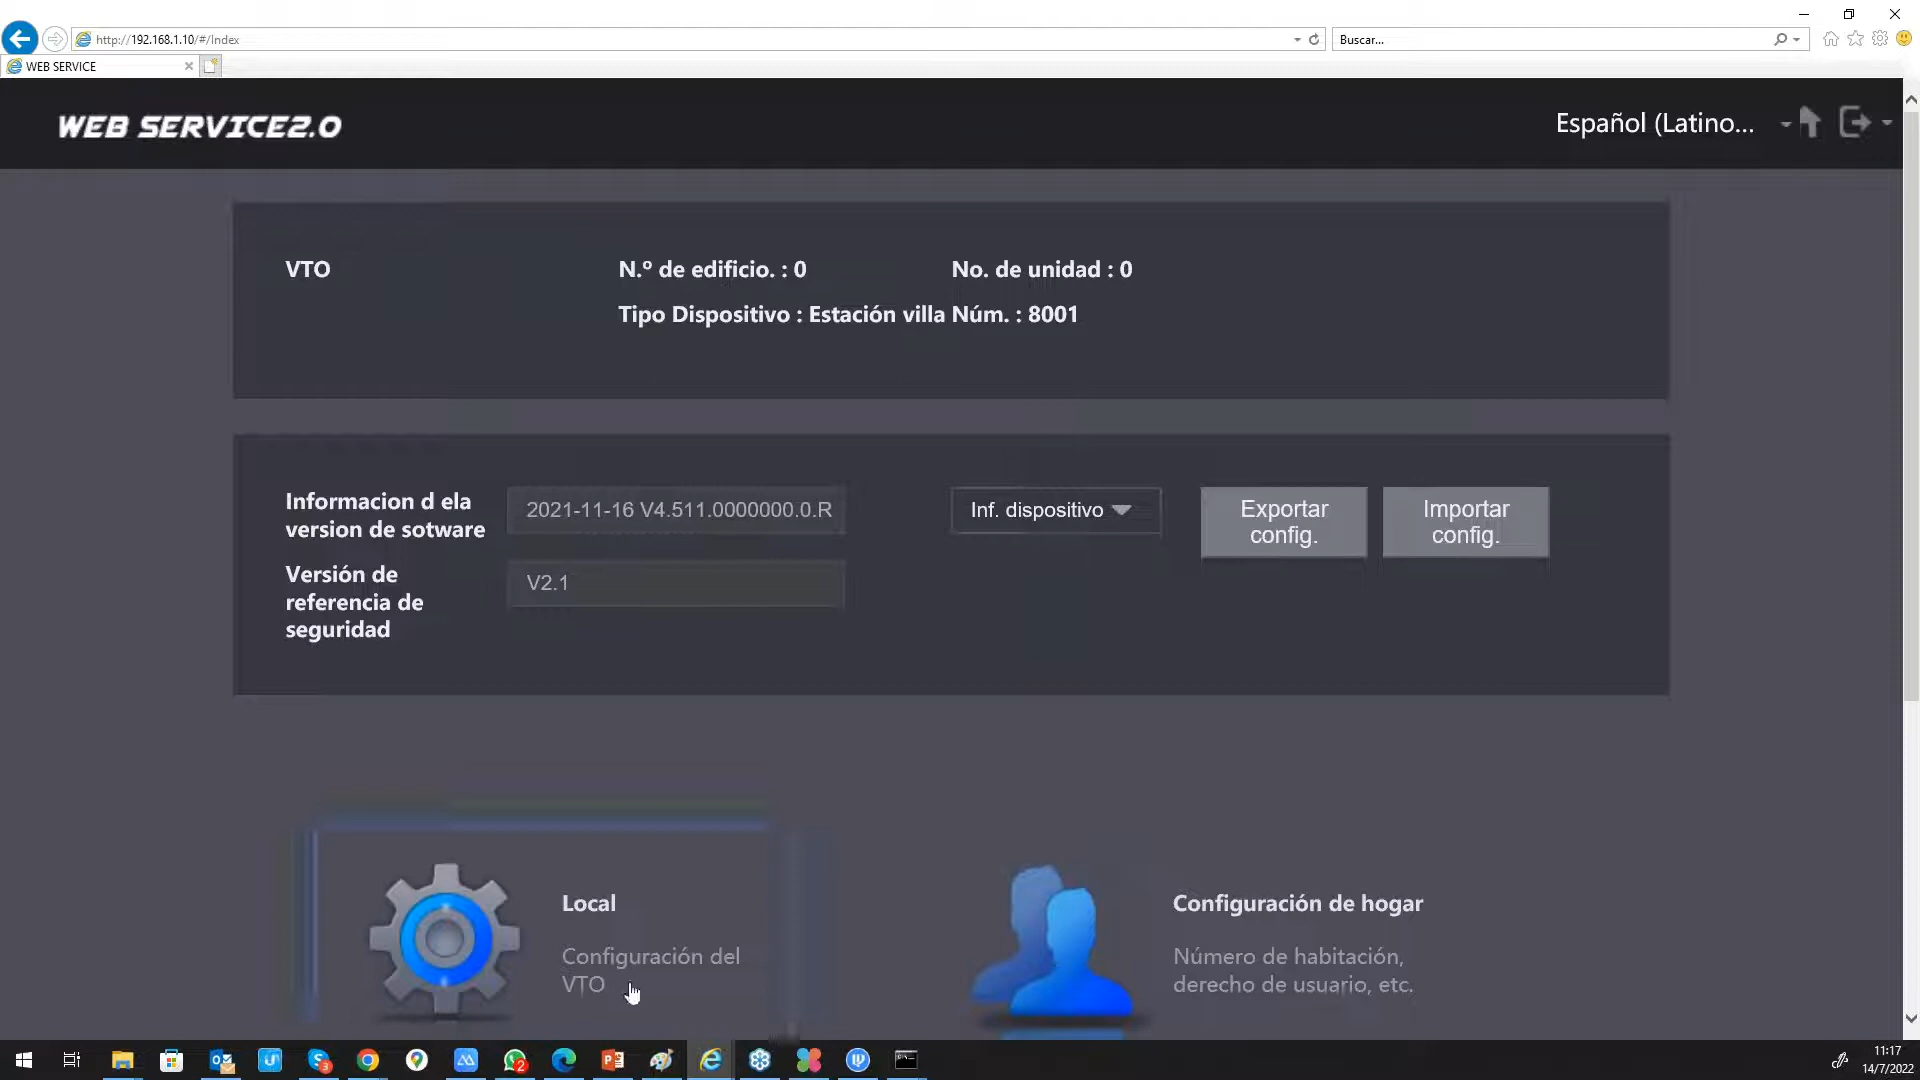 http://192.168.1.10/#/Index
Buscar...
WEB SERVICE
WEB SERVICE2.0
Español (Latino...
VTO
N.º de edificio. : 0
No. de unidad : 0
Tipo Dispositivo : Estación villa
Núm. : 8001
Informacion d ela
version de sotware
2021-11-16 V4.511.0000000.0.R
Inf. dispositivo
Exportar
config.
Importar
config.
Versión de
referencia de
seguridad
V2.1
Local
Configuración del
VTO
Configuración de hogar
Número de habitación,
derecho de usuario, etc.
11:17
14/7/2022